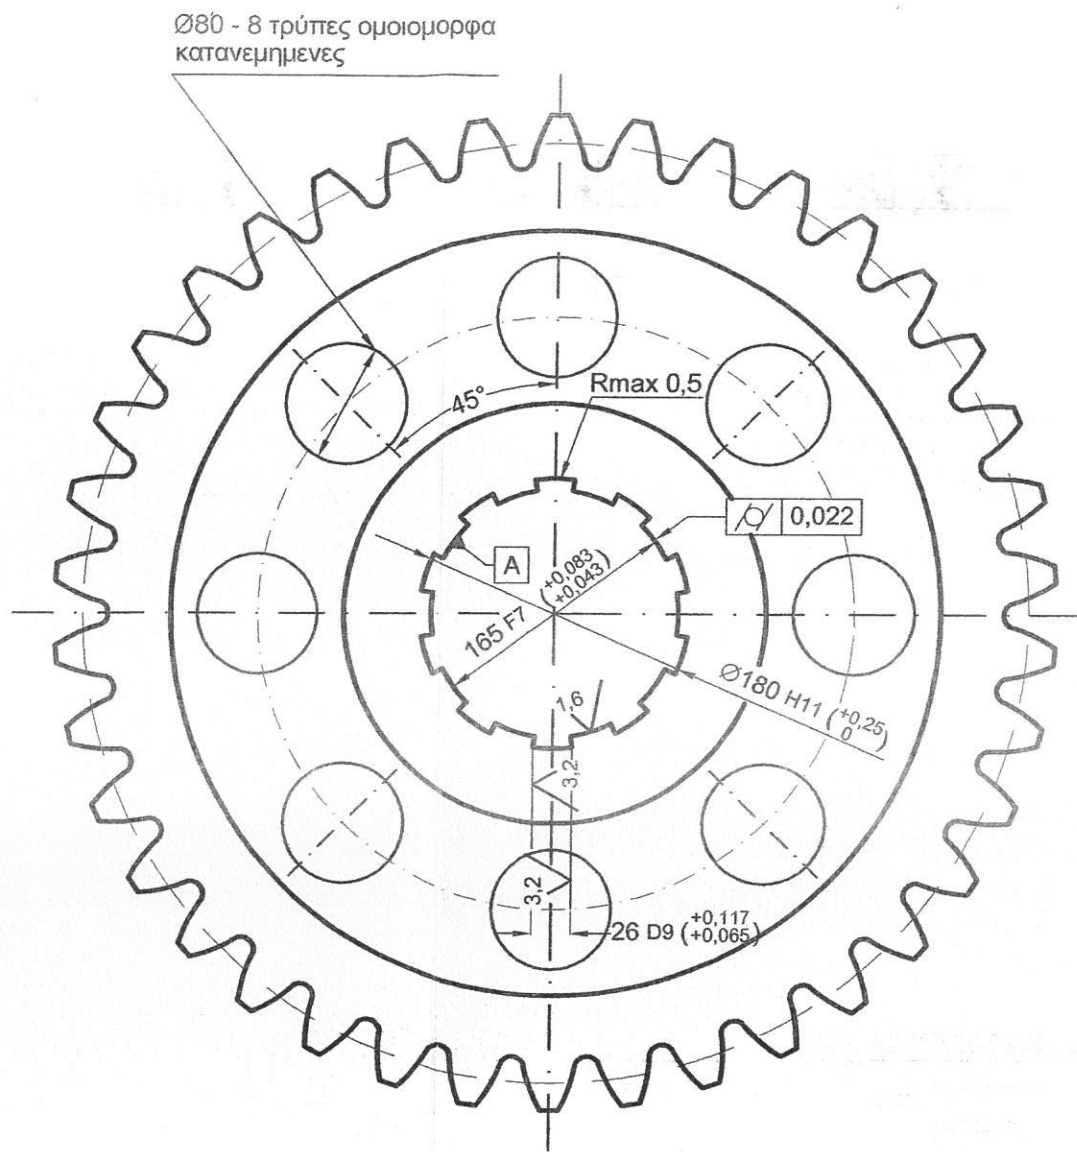 Ø80 - 8 τρύπες ομοιομορφα
κατανεμημενες
45°
Rmax 0,5
0,022
A
165 F7 (+0,083
+0,043)
Ø180 H11 (+0,25
0)
1,6
3,2
3,2
26 D9 (+0,117
+0,065)